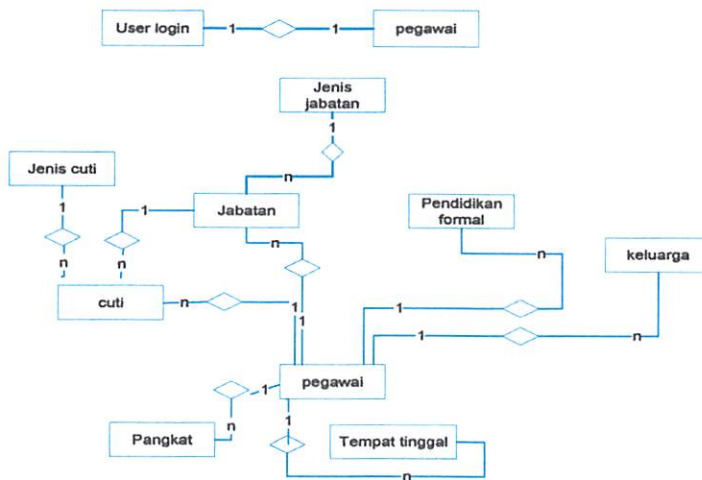 User login
1
1
pegawai
Jenis
jabatan
1
n
Jenis cuti
1
n
Jabatan
1
n
n
1
Pendidikan
formal
n
1
keluarga
n
1
cuti
n
1
pegawai
1
n
Pangkat
1
n
Tempat tinggal